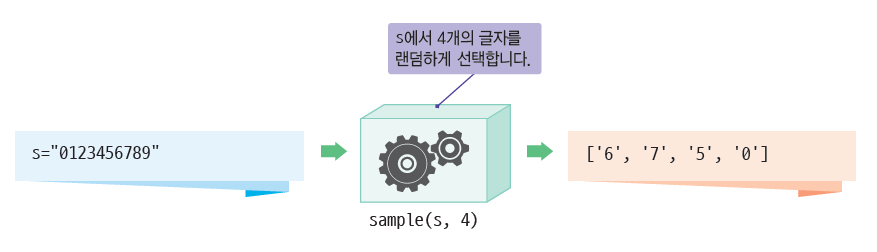 s에서 4개의 글자를
랜덤하게 선택합니다.
s="0123456789"
['6', '7', '5', '0']
sample(s, 4)